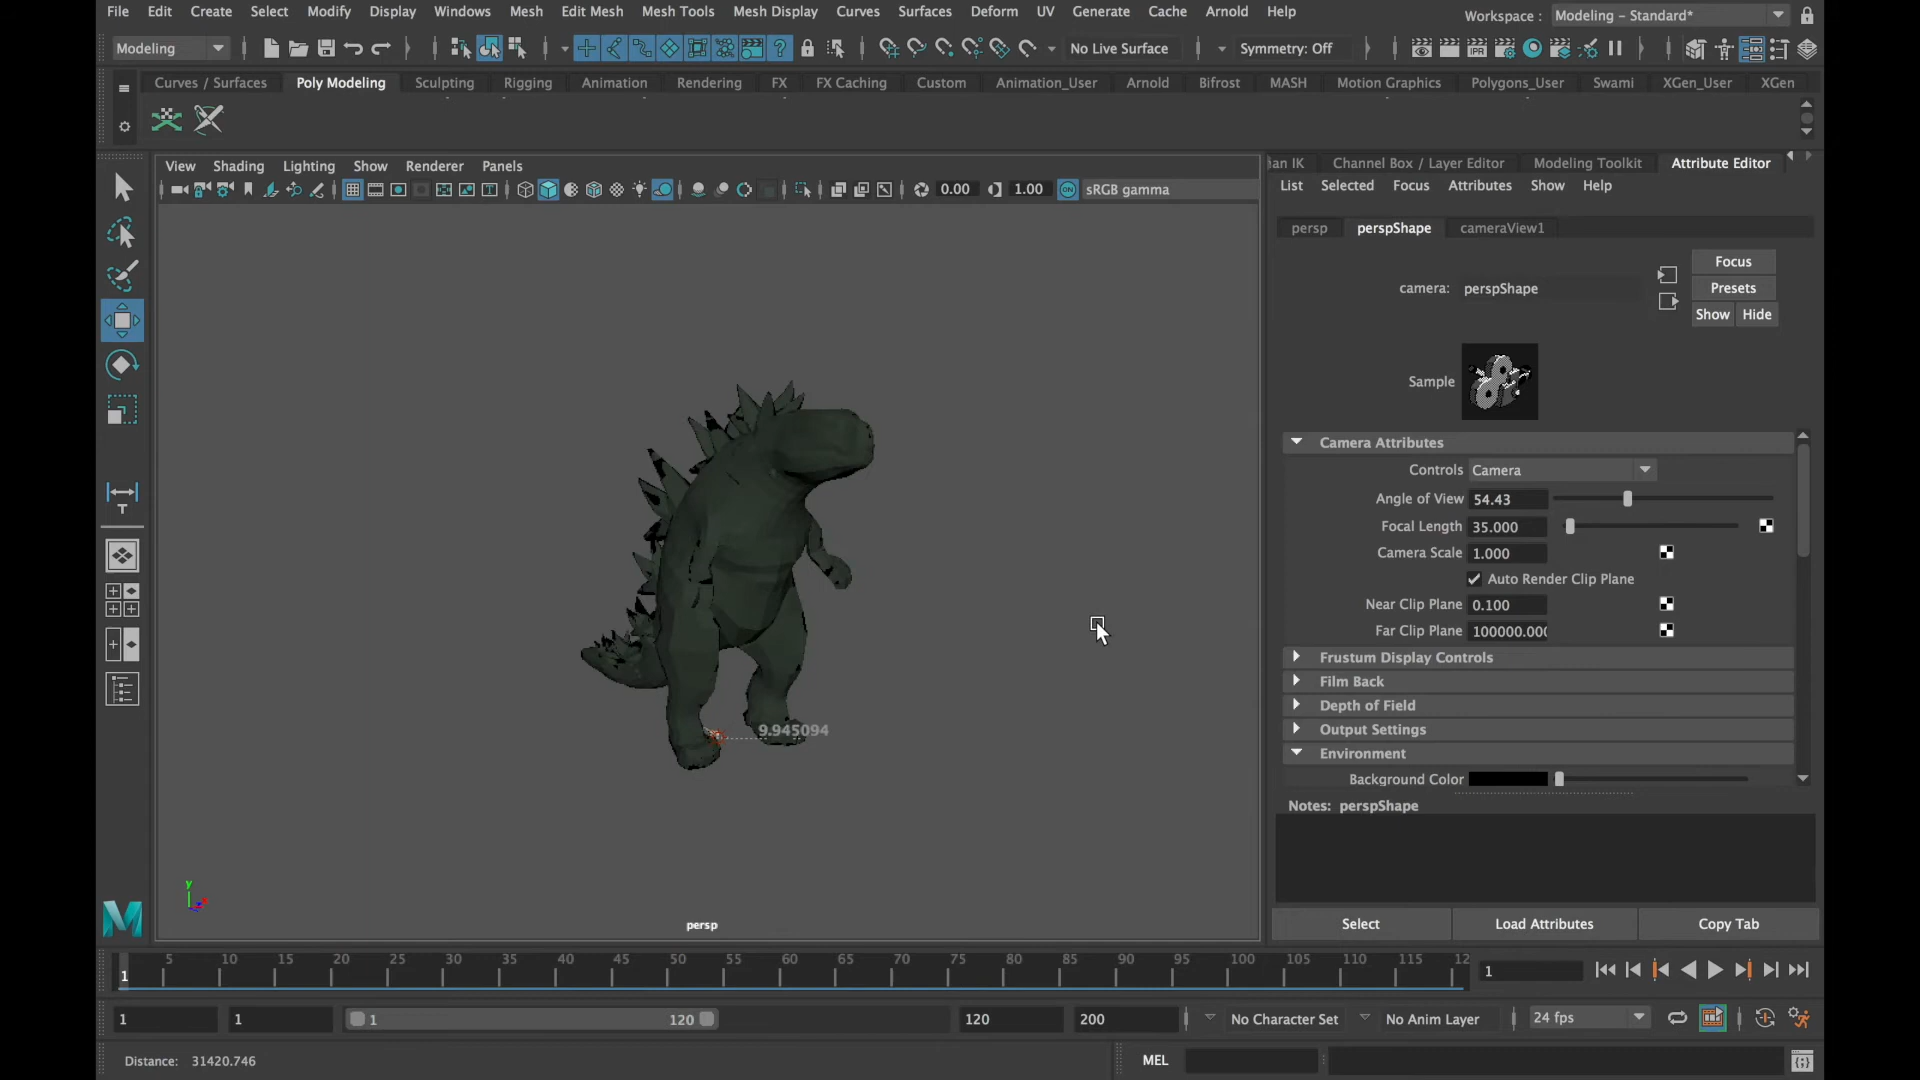 File Edit Create Select Modify Display Windows Mesh Edit Mesh Mesh Tools Mesh Display Curves Surfaces Deform UV Generate Cache Arnold Help
Workspace : Modeling - Standard*
Modeling
No Live Surface
Symmetry: Off
IPR
Curves / Surfaces Poly Modeling Sculpting Rigging Animation Rendering FX FX Caching Custom Animation_User Arnold Bifrost MASH Motion Graphics Polygons_User Swami XGen_User XGen
View Shading Lighting Show Renderer Panels
0.00 1.00 ON sRGB gamma
an IK Channel Box / Layer Editor Modeling Toolkit Attribute Editor
List Selected Focus Attributes Show Help
persp perspShape cameraView1
camera: perspShape
Focus
Presets
Show Hide
Sample
Camera Attributes
Controls Camera
Angle of View 54.43
Focal Length 35.000
Camera Scale 1.000
Auto Render Clip Plane
Near Clip Plane 0.100
Far Clip Plane 100000.000
Frustum Display Controls
Film Back
Depth of Field
Output Settings
Environment
Background Color
Notes: perspShape
Select Load Attributes Copy Tab
T
9.945094
y
persp
M
1 5 10 15 20 25 30 35 40 45 50 55 60 65 70 75 80 85 90 95 100 105 110 115 12
1
1 1 1 120 120 200 No Character Set No Anim Layer 24 fps
Distance: 31420.746
MEL